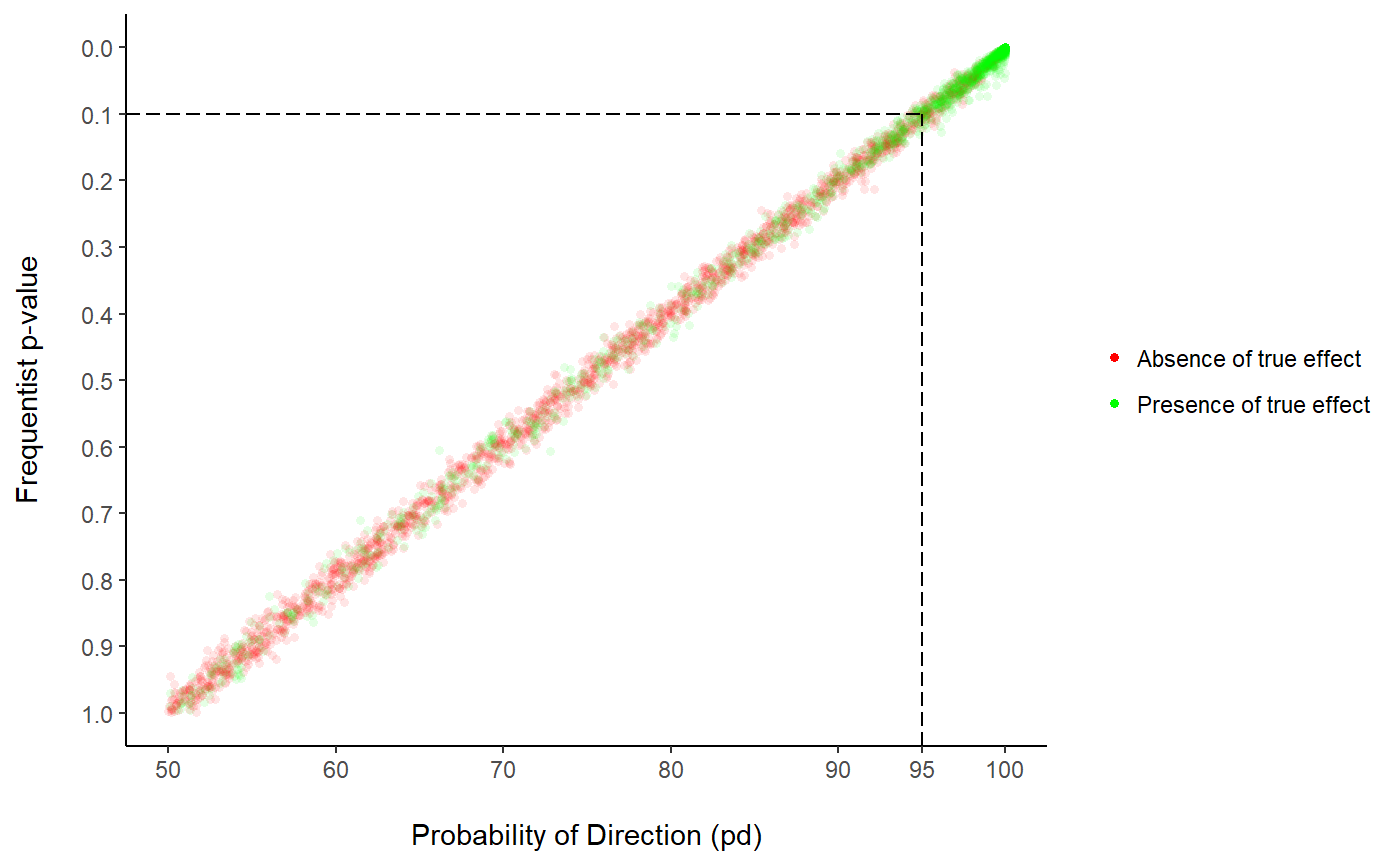 0.0
0.1
0.2
0.3
0.4
0.5
0.6
0.7
0.8
0.9
1.0
Frequentist p-value
50 60 70 80 90 95 100
Probability of Direction (pd)
Absence of true effect
Presence of true effect